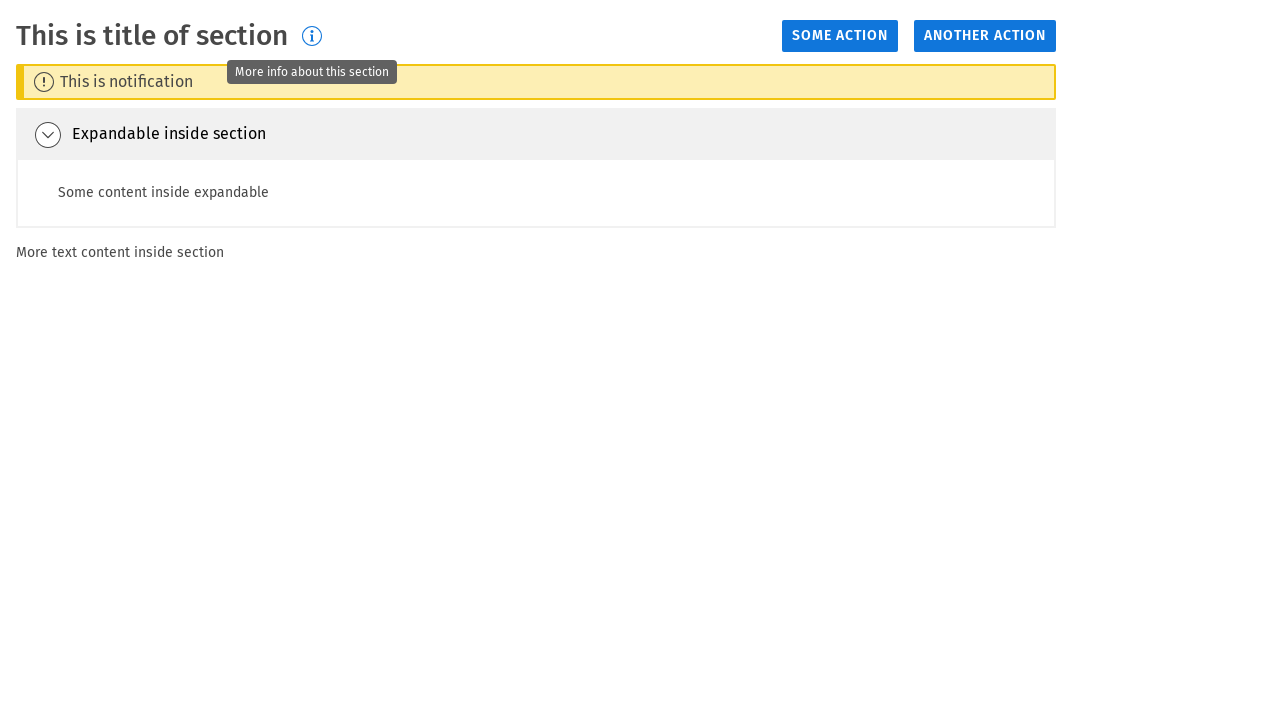 This is title of section
SOME ACTION
ANOTHER ACTION
More info about this section
This is notification
Expandable inside section
Some content inside expandable
More text content inside section